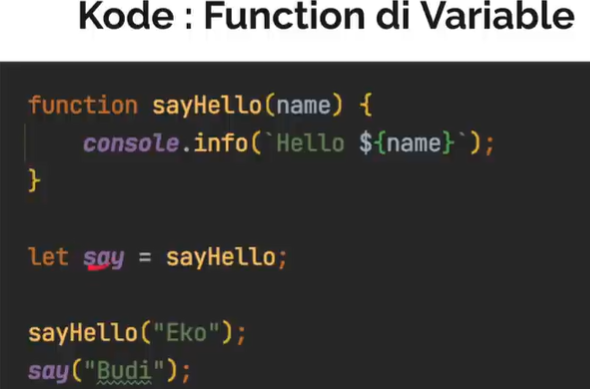 Kode : Function di Variable
function sayHello(name) {
    console.info(`Hello ${name}`);
}
let say = sayHello;
sayHello("Eko");
say("Budi");